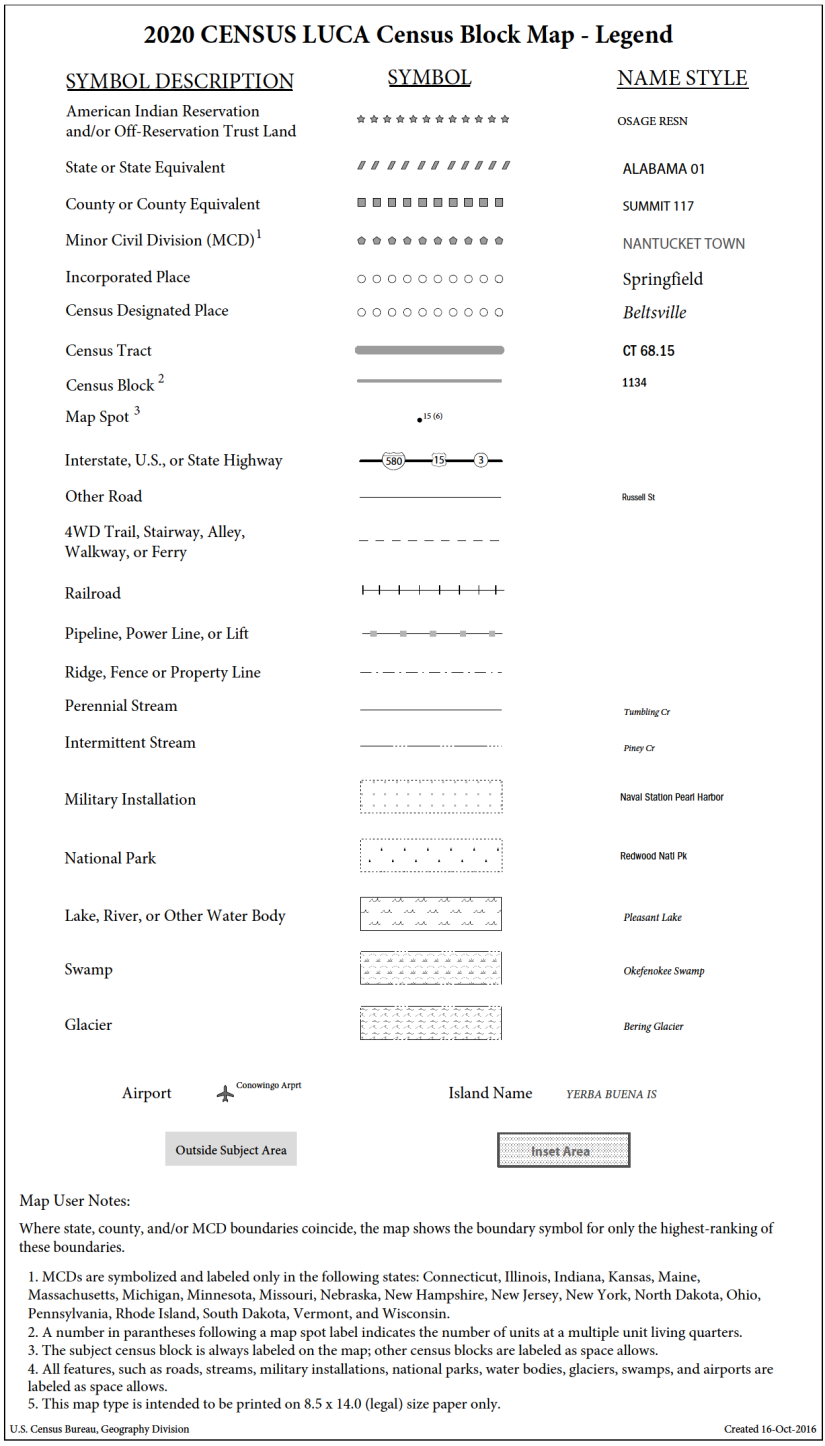 2020 CENSUS LUCA Census Block Map - Legend
SYMBOL DESCRIPTION SYMBOL NAME STYLE
American Indian Reservation
and/or Off-Reservation Trust Land OSAGE RESN
State or State Equivalent ALABAMA 01
County or County Equivalent SUMMIT 117
Minor Civil Division (MCD)1 NANTUCKET TOWN
Incorporated Place Springfield
Census Designated Place Beltsville
Census Tract CT 68.15
Census Block 2 1134
Map Spot 3 15 (6)
Interstate, U.S., or State Highway 580 15 3
Other Road Russell St
4WD Trail, Stairway, Alley,
Walkway, or Ferry
Railroad
Pipeline, Power Line, or Lift
Ridge, Fence or Property Line
Perennial Stream Tumbling Cr
Intermittent Stream Piney Cr
Military Installation Naval Station Pearl Harbor
National Park Redwood Natl Pk
Lake, River, or Other Water Body Pleasant Lake
Swamp Okefenokee Swamp
Glacier Bering Glacier
Airport Conowingo Arprt Island Name YERBA BUENA IS
Outside Subject Area Inset Area
Map User Notes:
Where state, county, and/or MCD boundaries coincide, the map shows the boundary symbol for only the highest-ranking of
these boundaries.
1. MCDs are symbolized and labeled only in the following states: Connecticut, Illinois, Indiana, Kansas, Maine,
Massachusetts, Michigan, Minnesota, Missouri, Nebraska, New Hampshire, New Jersey, New York, North Dakota, Ohio,
Pennsylvania, Rhode Island, South Dakota, Vermont, and Wisconsin.
2. A number in parantheses following a map spot label indicates the number of units at a multiple unit living quarters.
3. The subject census block is always labeled on the map; other census blocks are labeled as space allows.
4. All features, such as roads, streams, military installations, national parks, water bodies, glaciers, swamps, and airports are
labeled as space allows.
5. This map type is intended to be printed on 8.5 x 14.0 (legal) size paper only.
U.S. Census Bureau, Geography Division Created 16-Oct-2016